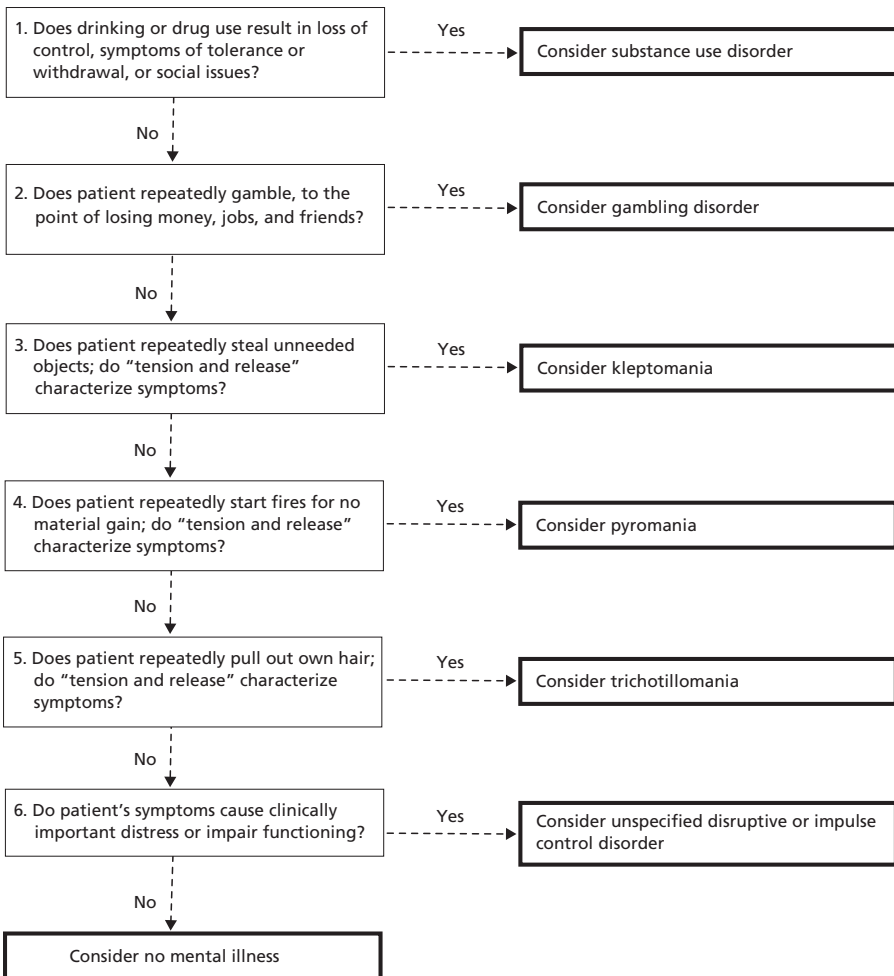 1. Does drinking or drug use result in loss of
control, symptoms of tolerance or
withdrawal, or social issues?
Yes
Consider substance use disorder
No
2. Does patient repeatedly gamble, to the
point of losing money, jobs, and friends?
Yes
Consider gambling disorder
No
3. Does patient repeatedly steal unneeded
objects; do “tension and release”
characterize symptoms?
Yes
Consider kleptomania
No
4. Does patient repeatedly start fires for no
material gain; do “tension and release”
characterize symptoms?
Yes
Consider pyromania
No
5. Does patient repeatedly pull out own hair;
do “tension and release” characterize
symptoms?
Yes
Consider trichotillomania
No
6. Do patient’s symptoms cause clinically
important distress or impair functioning?
Yes
Consider unspecified disruptive or impulse
control disorder
No
Consider no mental illness